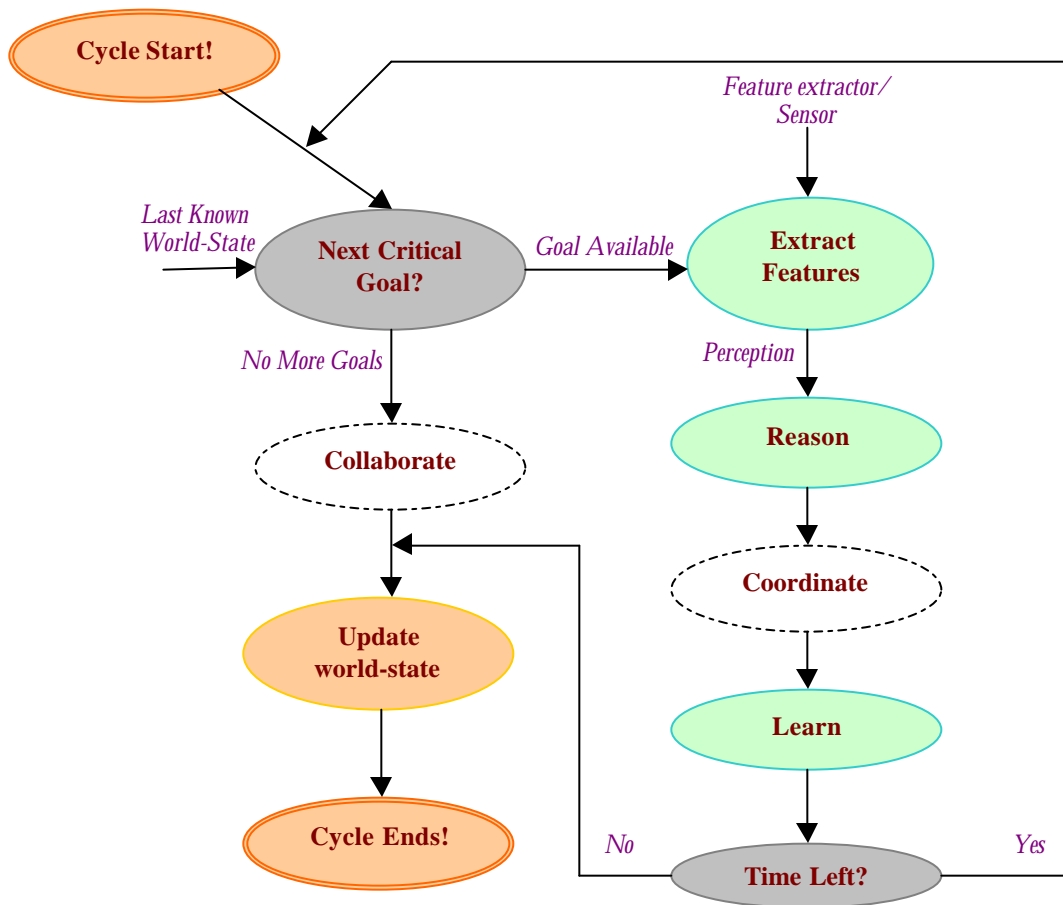 Cycle Start!
Feature extractor/
Sensor
Last Known
World-State
Next Critical
Goal?
Goal Available
Extract
Features
No More Goals
Perception
Collaborate
Reason
Coordinate
Update
world-state
Learn
Cycle Ends!
No
Time Left?
Yes